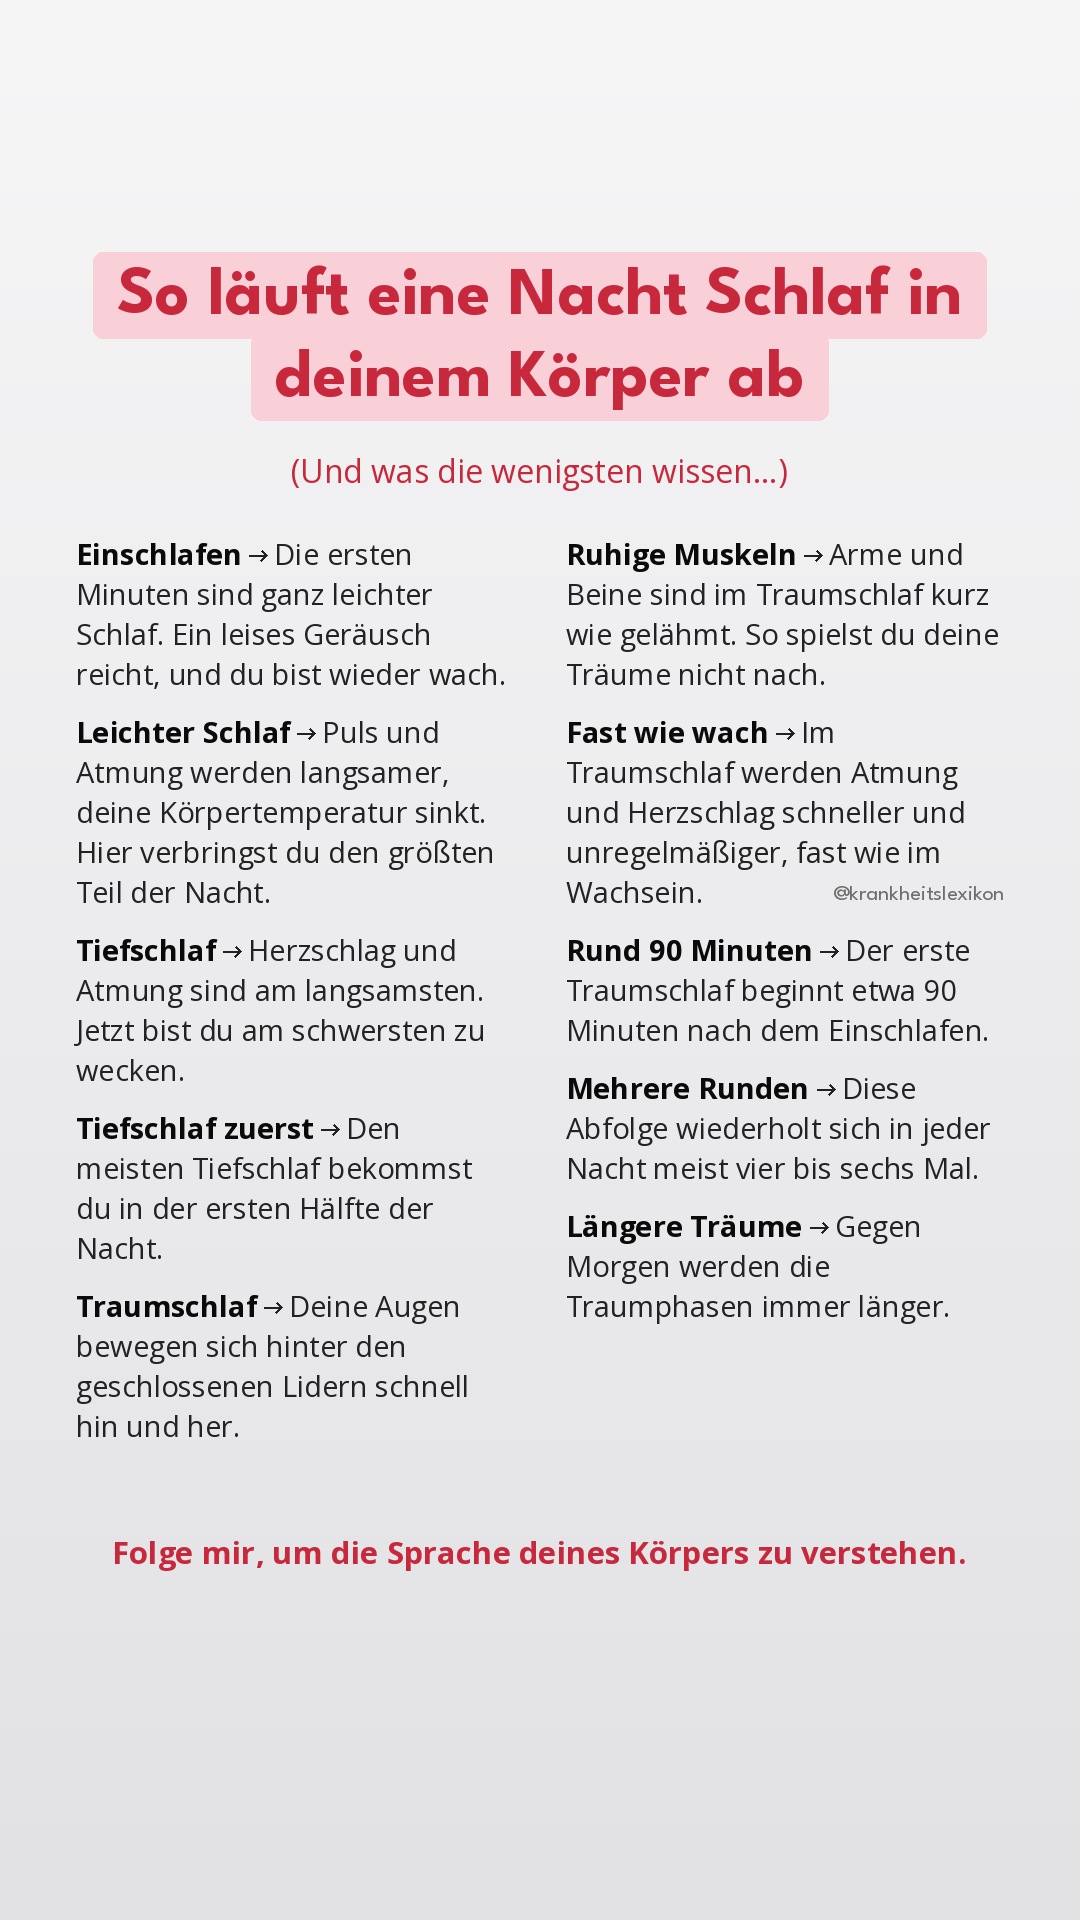 So läuft eine Nacht Schlaf in
deinem Körper ab
(Und was die wenigsten wissen...)
Einschlafen → Die ersten
Minuten sind ganz leichter
Schlaf. Ein leises Geräusch
reicht, und du bist wieder wach.
Leichter Schlaf → Puls und
Atmung werden langsamer,
deine Körpertemperatur sinkt.
Hier verbringst du den größten
Teil der Nacht.
Tiefschlaf → Herzschlag und
Atmung sind am langsamsten.
Jetzt bist du am schwersten zu
wecken.
Tiefschlaf zuerst → Den
meisten Tiefschlaf bekommst
du in der ersten Hälfte der
Nacht.
Traumschlaf → Deine Augen
bewegen sich hinter den
geschlossenen Lidern schnell
hin und her.
Ruhige Muskeln → Arme und
Beine sind im Traumschlaf kurz
wie gelähmt. So spielst du deine
Träume nicht nach.
Fast wie wach → Im
Traumschlaf werden Atmung
und Herzschlag schneller und
unregelmäßiger, fast wie im
Wachsein.
@krankheitslexikon
Rund 90 Minuten → Der erste
Traumschlaf beginnt etwa 90
Minuten nach dem Einschlafen.
Mehrere Runden → Diese
Abfolge wiederholt sich in jeder
Nacht meist vier bis sechs Mal.
Längere Träume → Gegen
Morgen werden die
Traumphasen immer länger.
Folge mir, um die Sprache deines Körpers zu verstehen.